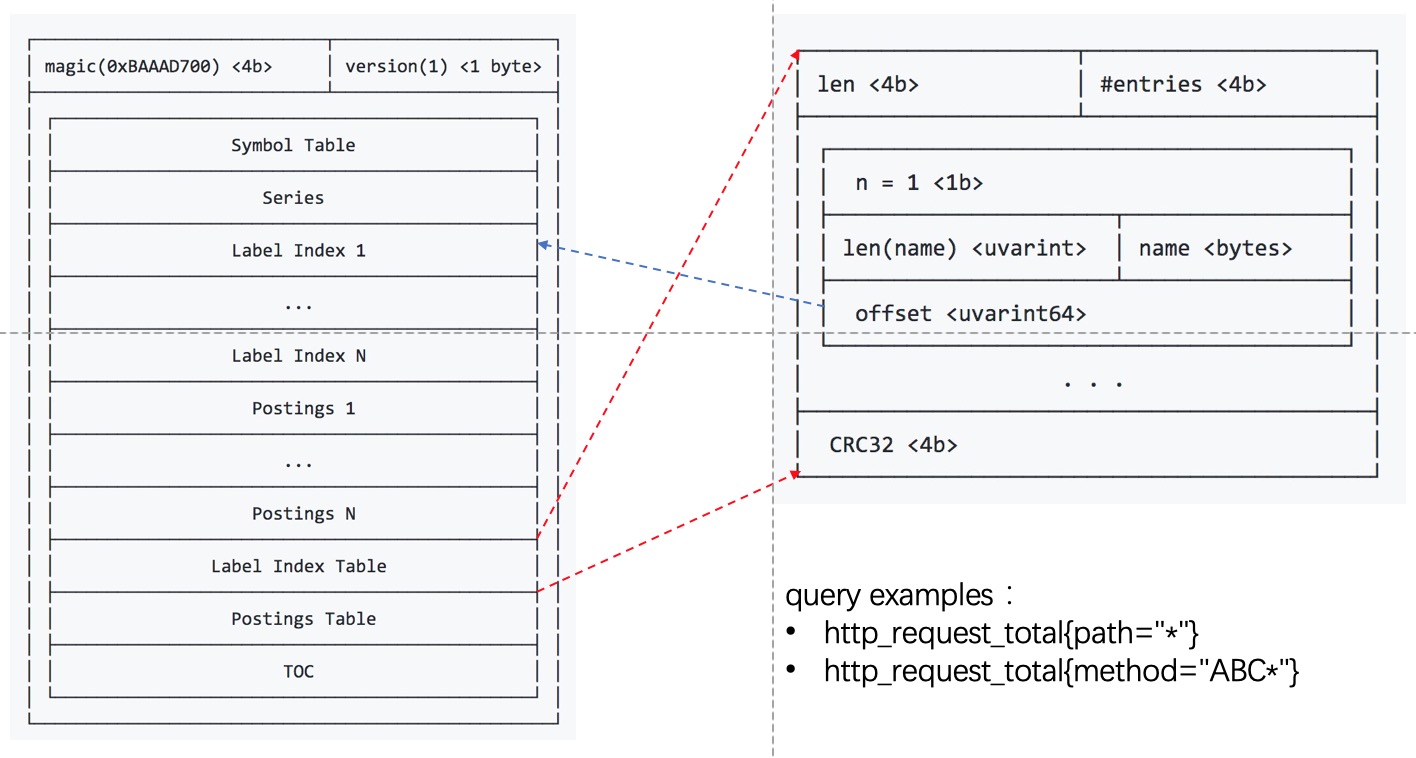 magic(0xBAAAD700) <4b>
version(1) <1 byte>
Symbol Table
Series
Label Index 1
...
Label Index N
Postings 1
...
Postings N
Label Index Table
Postings Table
TOC
len <4b>
#entries <4b>
n = 1 <1b>
len(name) <uvarint>
name <bytes>
offset <uvarint64>
. . .
CRC32 <4b>
query examples：
• http_request_total{path="*"}
• http_request_total{method="ABC*"}